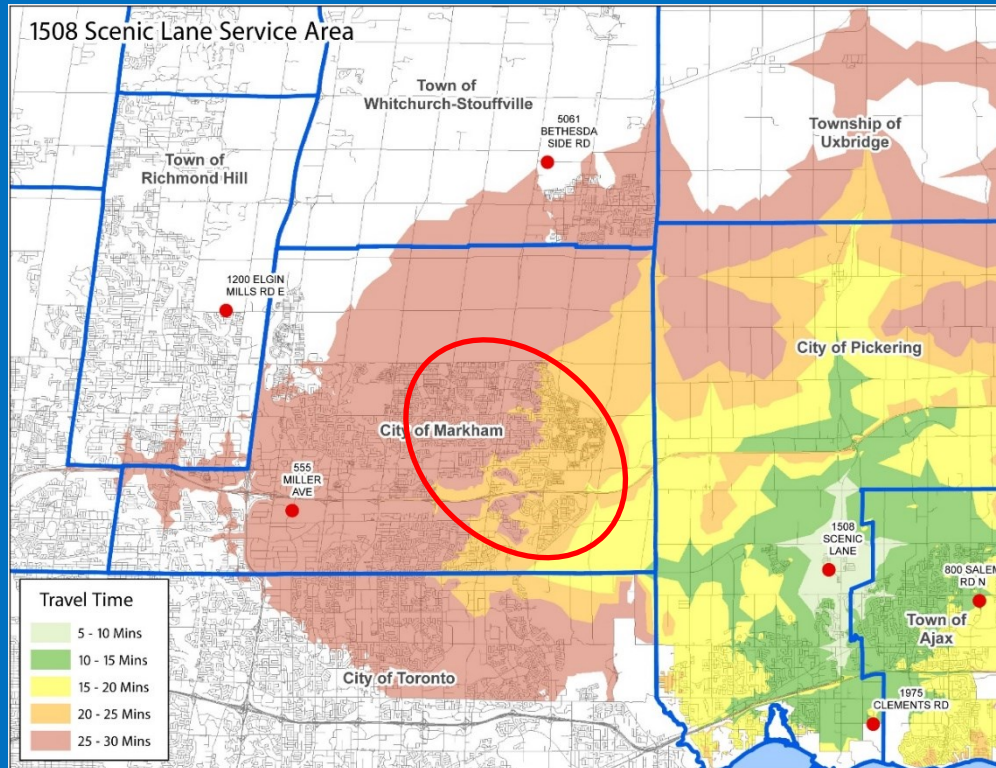 1508 Scenic Lane Service Area
Town of
Whitchurch-Stouffville
5061
BETHESDA
SIDE RD
Township of
Uxbridge
Town of
Richmond Hill
1200 ELGIN
MILLS RD E
City of Pickering
City of Markham
555
MILLER
AVE
1508
SCENIC
LANE
800 SALEM
RD N
Town of
Ajax
City of Toronto
1975
CLEMENTS RD
Travel Time
5 - 10 Mins
10 - 15 Mins
15 - 20 Mins
20 - 25 Mins
25 - 30 Mins